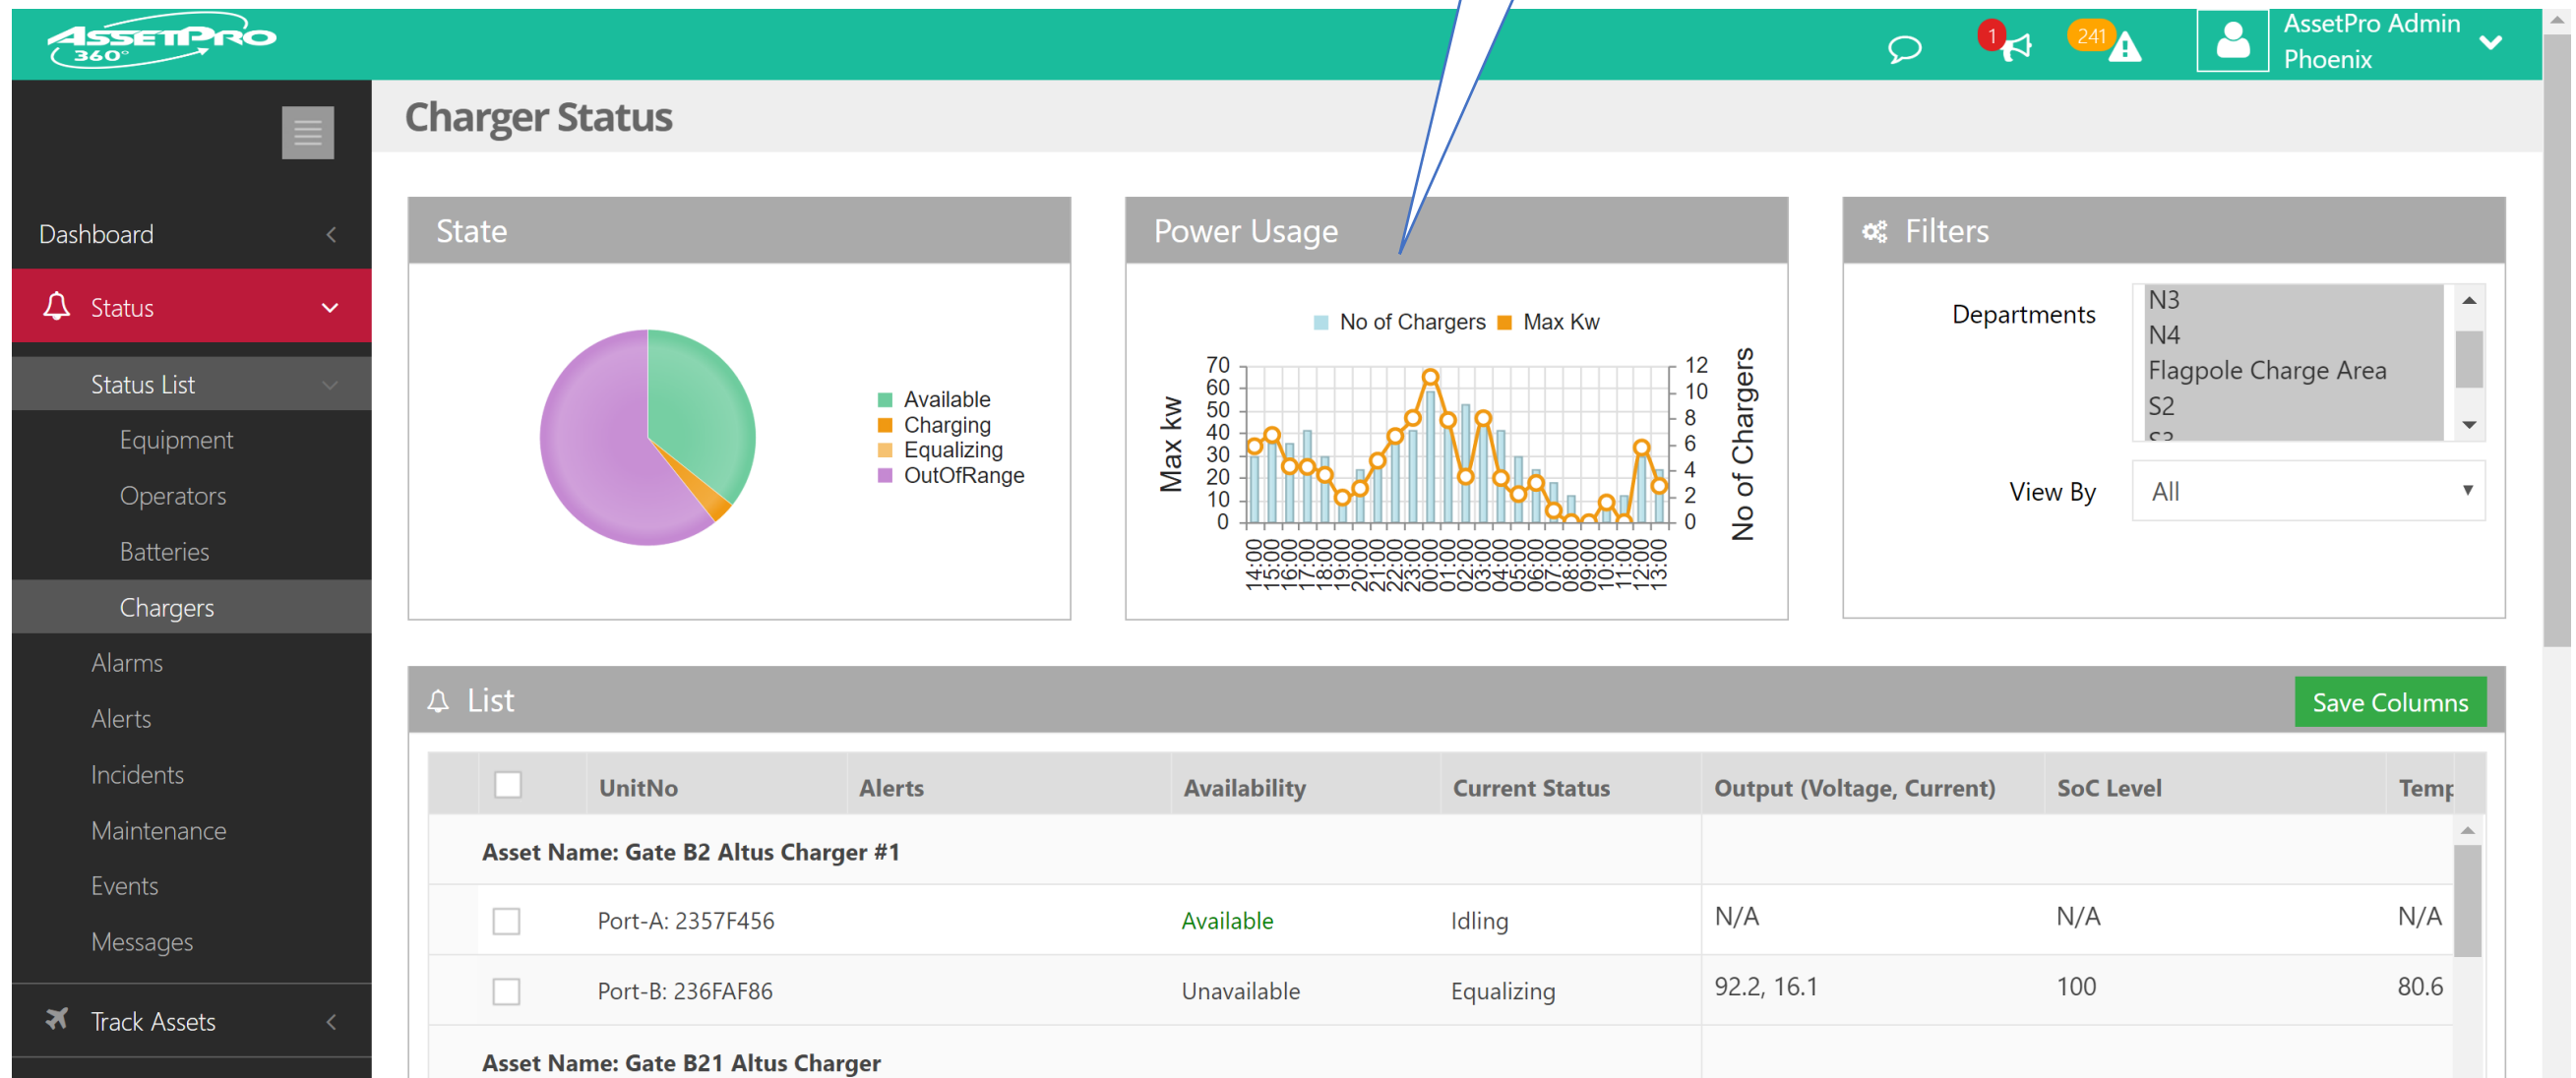 ASSETPRO
360°
1
241
AssetPro Admin
Phoenix
Charger Status
Dashboard
Status
Status List
Equipment
Operators
Batteries
Chargers
Alarms
Alerts
Incidents
Maintenance
Events
Messages
Track Assets
State
Available
Charging
Equalizing
OutOfRange
Power Usage
No of Chargers Max Kw
Max kw
70
60
50
40
30
20
10
0
12
10
8
6
4
2
0
No of Chargers
14:00
15:00
16:00
17:00
18:00
19:00
20:00
21:00
22:00
23:00
00:00
01:00
02:00
03:00
04:00
05:00
06:00
07:00
08:00
09:00
10:00
11:00
12:00
13:00
Filters
Departments
N3
N4
Flagpole Charge Area
S2
View By All
List
Save Columns
UnitNo Alerts Availability Current Status Output (Voltage, Current) SoC Level Temp
Asset Name: Gate B2 Altus Charger #1
Port-A: 2357F456 Available Idling N/A N/A N/A
Port-B: 236FAF86 Unavailable Equalizing 92.2, 16.1 100 80.6
Asset Name: Gate B21 Altus Charger